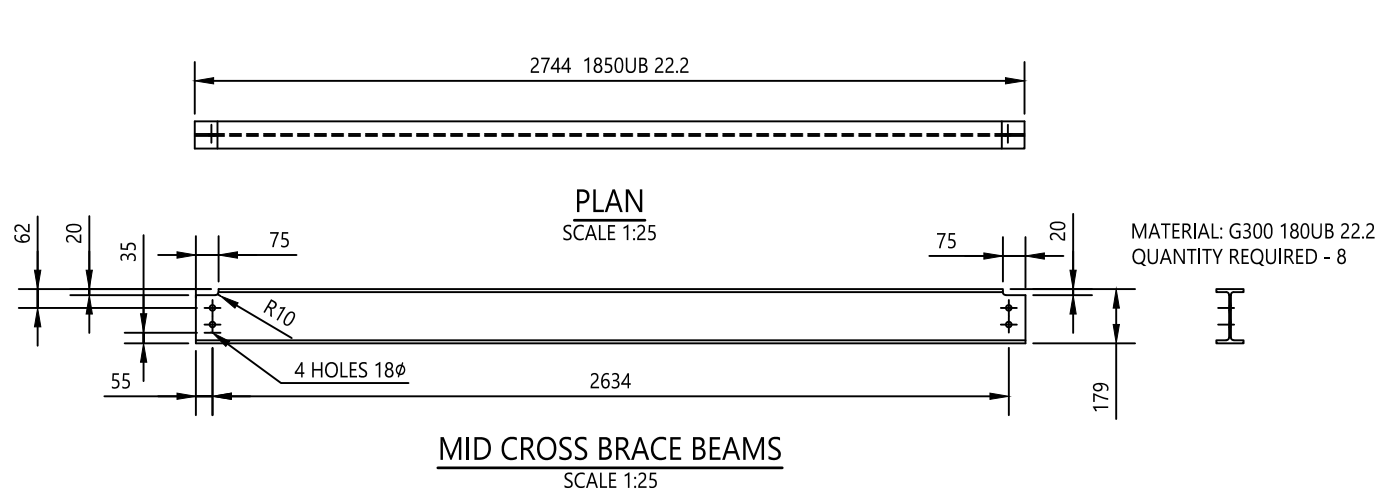 2744 1850UB 22.2
PLAN
SCALE 1:25
62
20
35
75
75
20
MATERIAL: G300 180UB 22.2
QUANTITY REQUIRED - 8
R10
4 HOLES 18ø
55
2634
179
MID CROSS BRACE BEAMS
SCALE 1:25